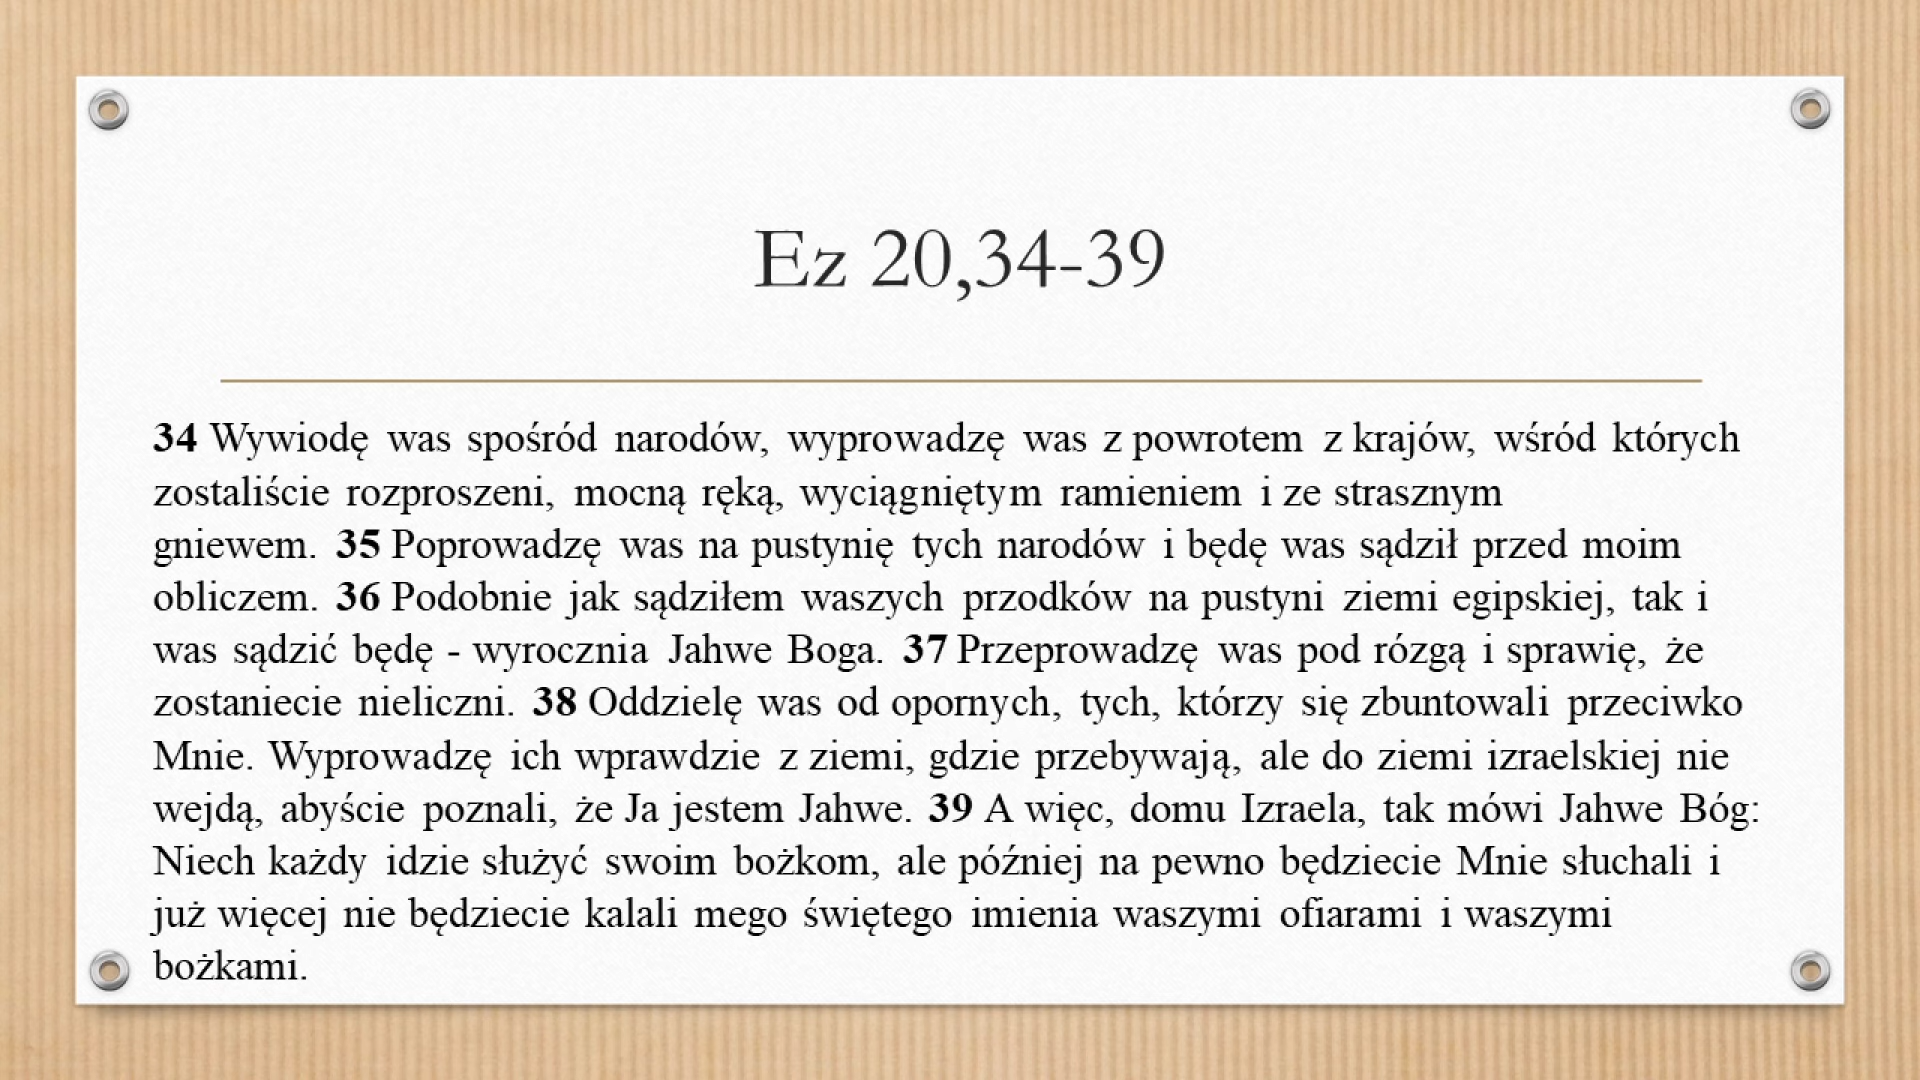 Ez 20,34-39
34 Wywiodę was spośród narodów, wyprowadzę was z powrotem z krajów, wśród których
zostaliście rozproszeni, mocną ręką, wyciągniętym ramieniem i ze strasznym
gniewem. 35 Poprowadzę was na pustynię tych narodów i będę was sądził przed moim
obliczem. 36 Podobnie jak sądziłem waszych przodków na pustyni ziemi egipskiej, tak i
was sądzić będę - wyrocznia Jahwe Boga. 37 Przeprowadzę was pod rózgą i sprawię, że
zostaniecie nieliczni. 38 Oddzielę was od opornych, tych, którzy się zbuntowali przeciwko
Mnie. Wyprowadzę ich wprawdzie z ziemi, gdzie przebywają, ale do ziemi izraelskiej nie
wejdą, abyście poznali, że Ja jestem Jahwe. 39 A więc, domu Izraela, tak mówi Jahwe Bóg:
Niech każdy idzie służyć swoim bożkom, ale później na pewno będziecie Mnie słuchali i
już więcej nie będziecie kalali mego świętego imienia waszymi ofiarami i waszymi
bożkami.